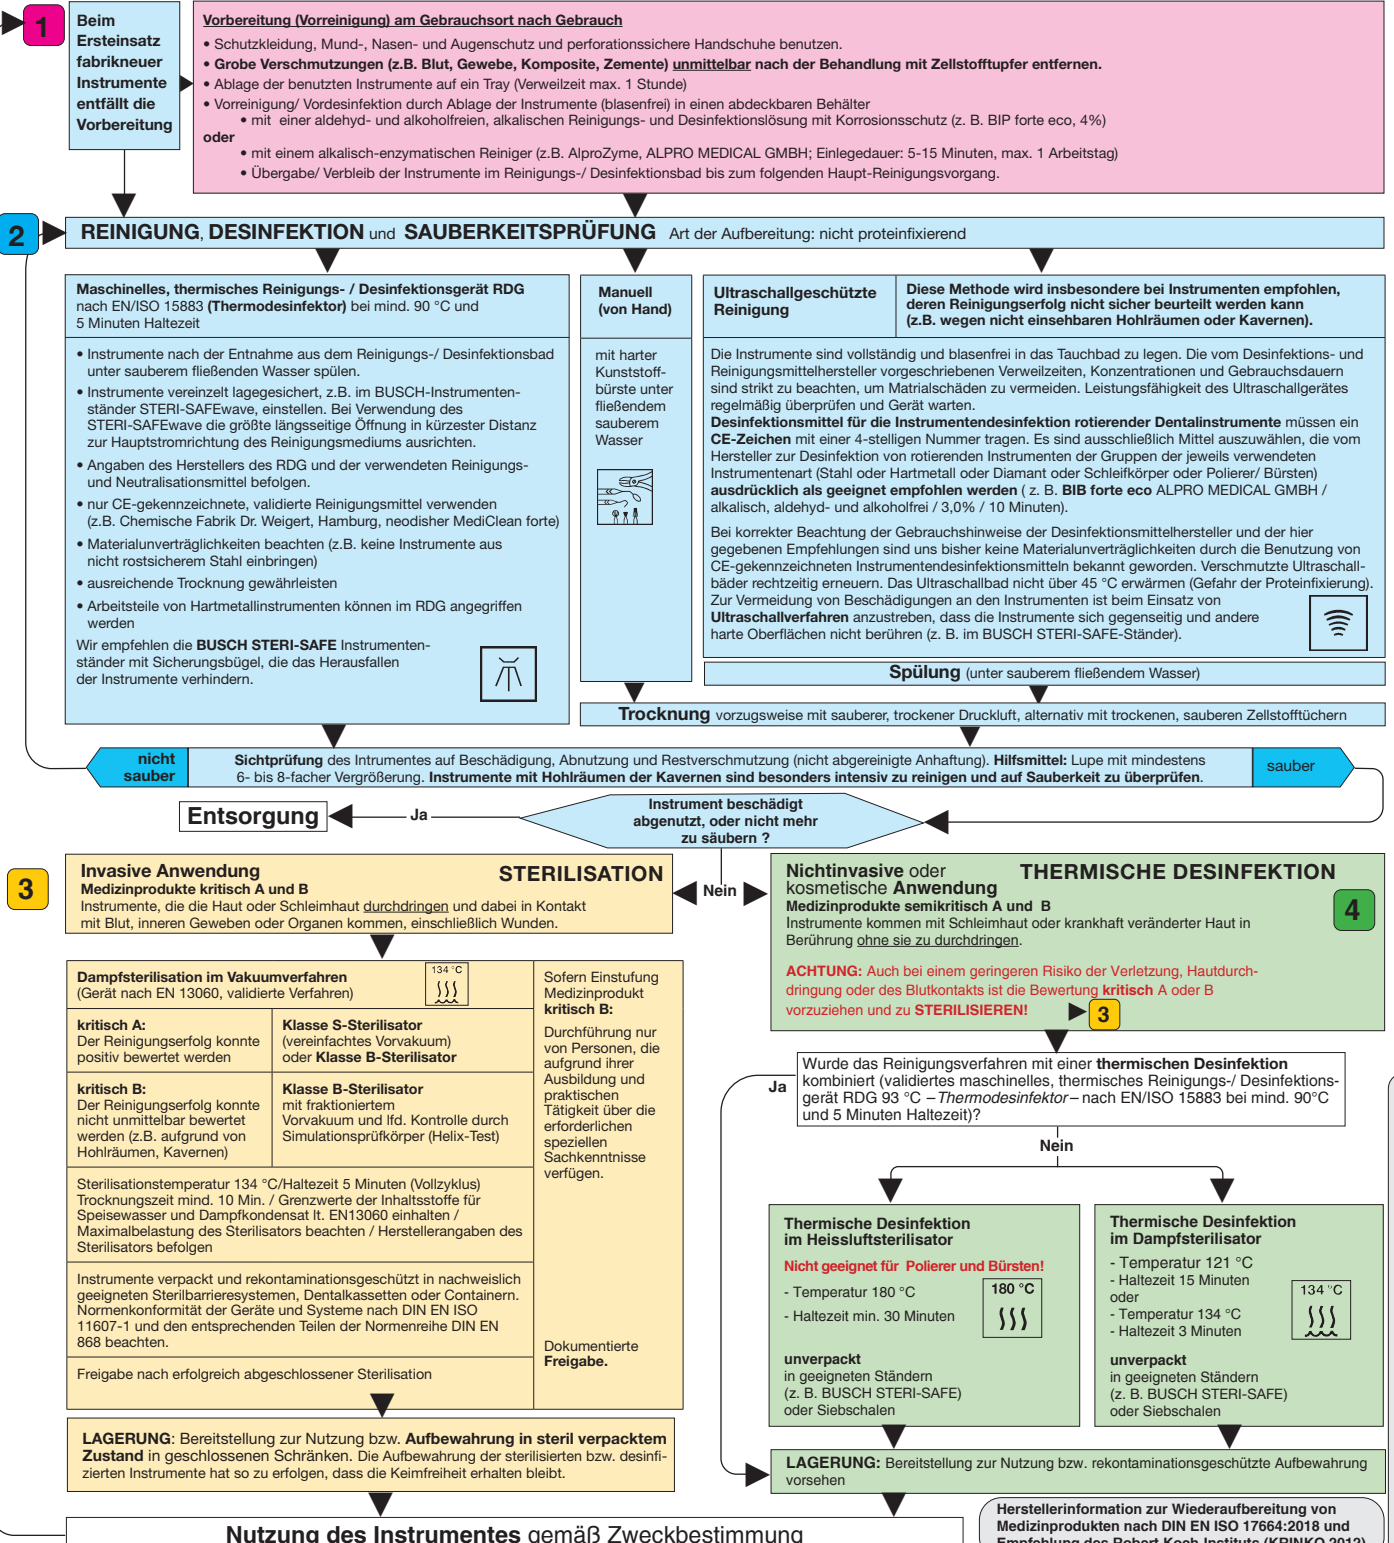 1
Beim
Ersteinsatz
fabrikneuer
Instrumente
entfällt die
Vorbereitung
Vorbereitung (Vorreinigung) am Gebrauchsort nach Gebrauch
• Schutzkleidung, Mund-, Nasen- und Augenschutz und perforationssichere Handschuhe benutzen.
• Grobe Verschmutzungen (z.B. Blut, Gewebe, Komposite, Zemente) unmittelbar nach der Behandlung mit Zellstofftupfer entfernen.
• Ablage der benutzten Instrumente auf ein Tray (Verweilzeit max. 1 Stunde)
• Vorreinigung/ Vordesinfektion durch Ablage der Instrumente (blasenfrei) in einen abdeckbaren Behälter
• mit einer aldehyd- und alkoholfreien, alkalischen Reinigungs- und Desinfektionslösung mit Korrosionsschutz (z. B. BIP forte eco, 4%)
oder
• mit einem alkalisch-enzymatischen Reiniger (z.B. AlproZyme, ALPRO MEDICAL GMBH; Einlegedauer: 5-15 Minuten, max. 1 Arbeitstag)
• Übergabe/ Verbleib der Instrumente im Reinigungs-/ Desinfektionsbad bis zum folgenden Haupt-Reinigungsvorgang.
2
REINIGUNG, DESINFEKTION und SAUBERKEITSPRÜFUNG Art der Aufbereitung: nicht proteinfixierend
Maschinelles, thermisches Reinigungs- / Desinfektionsgerät RDG
nach EN/ISO 15883 (Thermodesinfektor) bei mind. 90 °C und
5 Minuten Haltezeit
• Instrumente nach der Entnahme aus dem Reinigungs-/ Desinfektionsbad
unter sauberem fließenden Wasser spülen.
• Instrumente vereinzelt lagegesichert, z.B. im BUSCH-Instrumenten-
ständer STERI-SAFEwave, einstellen. Bei Verwendung des
STERI-SAFEwave die größte längsseitige Öffnung in kürzester Distanz
zur Hauptstromrichtung des Reinigungsmediums ausrichten.
• Angaben des Herstellers des RDG und der verwendeten Reinigungs-
und Neutralisationsmittel befolgen.
• nur CE-gekennzeichnete, validierte Reinigungsmittel verwenden
(z.B. Chemische Fabrik Dr. Weigert, Hamburg, neodisher MediClean forte)
• Materialunverträglichkeiten beachten (z.B. keine Instrumente aus
nicht rostsicherem Stahl einbringen)
• ausreichende Trocknung gewährleisten
• Arbeitsteile von Hartmetallinstrumenten können im RDG angegriffen
werden
Wir empfehlen die BUSCH STERI-SAFE Instrumenten-
ständer mit Sicherungsbügel, die das Herausfallen
der Instrumente verhindern.
Manuell
(von Hand)
mit harter
Kunststoff-
bürste unter
fließendem
sauberem
Wasser
Ultraschallgeschützte
Reinigung
Diese Methode wird insbesondere bei Instrumenten empfohlen,
deren Reinigungserfolg nicht sicher beurteilt werden kann
(z.B. wegen nicht einsehbaren Hohlräumen oder Kavernen).
Die Instrumente sind vollständig und blasenfrei in das Tauchbad zu legen. Die vom Desinfektions- und
Reinigungsmittelhersteller vorgeschriebenen Verweilzeiten, Konzentrationen und Gebrauchsdauern
sind strikt zu beachten, um Matrialschäden zu vermeiden. Leistungsfähigkeit des Ultraschallgerätes
regelmäßig überprüfen und Gerät warten.
Desinfektionsmittel für die Instrumentendesinfektion rotierender Dentalinstrumente müssen ein
CE-Zeichen mit einer 4-stelligen Nummer tragen. Es sind ausschließlich Mittel auszuwählen, die vom
Hersteller zur Desinfektion von rotierenden Instrumenten der Gruppen der jeweils verwendeten
Instrumentenart (Stahl oder Hartmetall oder Diamant oder Schleifkörper oder Polierer/ Bürsten)
ausdrücklich als geeignet empfohlen werden ( z. B. BIB forte eco ALPRO MEDICAL GMBH /
alkalisch, aldehyd- und alkoholfrei / 3,0% / 10 Minuten).
Bei korrekter Beachtung der Gebrauchshinweise der Desinfektionsmittelhersteller und der hier
gegebenen Empfehlungen sind uns bisher keine Materialunverträglichkeiten durch die Benutzung von
CE-gekennzeichneten Instrumentendesinfektionsmitteln bekannt geworden. Verschmutzte Ultraschall-
bäder rechtzeitig erneuern. Das Ultraschallbad nicht über 45 °C erwärmen (Gefahr der Proteinfixierung).
Zur Vermeidung von Beschädigungen an den Instrumenten ist beim Einsatz von
Ultraschallverfahren anzustreben, dass die Instrumente sich gegenseitig und andere
harte Oberflächen nicht berühren (z. B. im BUSCH STERI-SAFE-Ständer).
Spülung (unter sauberem fließendem Wasser)
Trocknung vorzugsweise mit sauberer, trockener Druckluft, alternativ mit trockenen, sauberen Zellstofftüchern
nicht
sauber
Sichtprüfung des Intrumentes auf Beschädigung, Abnutzung und Restverschmutzung (nicht abgereinigte Anhaftung). Hilfsmittel: Lupe mit mindestens
6- bis 8-facher Vergrößerung. Instrumente mit Hohlräumen der Kavernen sind besonders intensiv zu reinigen und auf Sauberkeit zu überprüfen.
sauber
Entsorgung
Ja
Instrument beschädigt
abgenutzt, oder nicht mehr
zu säubern ?
Nein
3
Invasive Anwendung STERILISATION
Medizinprodukte kritisch A und B
Instrumente, die die Haut oder Schleimhaut durchdringen und dabei in Kontakt
mit Blut, inneren Geweben oder Organen kommen, einschließlich Wunden.
Dampfsterilisation im Vakuumverfahren
(Gerät nach EN 13060, validierte Verfahren)
134 °C
kritisch A:
Der Reinigungserfolg konnte
positiv bewertet werden
Klasse S-Sterilisator
(vereinfachtes Vorvakuum)
oder Klasse B-Sterilisator
kritisch B:
Der Reinigungserfolg konnte
nicht unmittelbar bewertet
werden (z.B. aufgrund von
Hohlräumen, Kavernen)
Klasse B-Sterilisator
mit fraktioniertem
Vorvakuum und lfd. Kontrolle durch
Simulationsprüfkörper (Helix-Test)
Sterilisationstemperatur 134 °C/Haltezeit 5 Minuten (Vollzyklus)
Trocknungszeit mind. 10 Min. / Grenzwerte der Inhaltsstoffe für
Speisewasser und Dampfkondensat lt. EN13060 einhalten /
Maximalbelastung des Sterilisators beachten / Herstellerangaben des
Sterilisators befolgen
Instrumente verpackt und rekontaminationsgeschützt in nachweislich
geeigneten Sterilbarrieresystemen, Dentalkassetten oder Containern.
Normenkonformität der Geräte und Systeme nach DIN EN ISO
11607-1 und den entsprechenden Teilen der Normenreihe DIN EN
868 beachten.
Freigabe nach erfolgreich abgeschlossener Sterilisation
Sofern Einstufung
Medizinprodukt
kritisch B:
Durchführung nur
von Personen, die
aufgrund ihrer
Ausbildung und
praktischen
Tätigkeit über die
erforderlichen
speziellen
Sachkenntnisse
verfügen.
Dokumentierte
Freigabe.
LAGERUNG: Bereitstellung zur Nutzung bzw. Aufbewahrung in steril verpacktem
Zustand in geschlossenen Schränken. Die Aufbewahrung der sterilisierten bzw. desinfi-
zierten Instrumente hat so zu erfolgen, dass die Keimfreiheit erhalten bleibt.
Nichtinvasive oder THERMISCHE DESINFEKTION
kosmetische Anwendung
Medizinprodukte semikritisch A und B
Instrumente kommen mit Schleimhaut oder krankhaft veränderter Haut in
Berührung ohne sie zu durchdringen.
4
ACHTUNG: Auch bei einem geringeren Risiko der Verletzung, Hautdurch-
dringung oder des Blutkontakts ist die Bewertung kritisch A oder B
vorzuziehen und zu STERILISIEREN!
3
Ja
Wurde das Reinigungsverfahren mit einer thermischen Desinfektion
kombiniert (validiertes maschinelles, thermisches Reinigungs-/ Desinfektions-
gerät RDG 93 °C – Thermodesinfektor – nach EN/ISO 15883 bei mind. 90°C
und 5 Minuten Haltezeit)?
Nein
Thermische Desinfektion
im Heissluftsterilisator
Nicht geeignet für Polierer und Bürsten!
- Temperatur 180 °C
- Haltezeit min. 30 Minuten
180 °C
unverpackt
in geeigneten Ständern
(z. B. BUSCH STERI-SAFE)
oder Siebschalen
Thermische Desinfektion
im Dampfsterilisator
- Temperatur 121 °C
- Haltezeit 15 Minuten
oder
- Temperatur 134 °C
- Haltezeit 3 Minuten
134 °C
unverpackt
in geeigneten Ständern
(z. B. BUSCH STERI-SAFE)
oder Siebschalen
LAGERUNG: Bereitstellung zur Nutzung bzw. rekontaminationsgeschützte Aufbewahrung
vorsehen
Nutzung des Instrumentes gemäß Zweckbestimmung
Herstellerinformation zur Wiederaufbereitung von
Medizinprodukten nach DIN EN ISO 17664:2018 und
Empfehlung des Robert Koch-Instituts (KRINKO 2012)